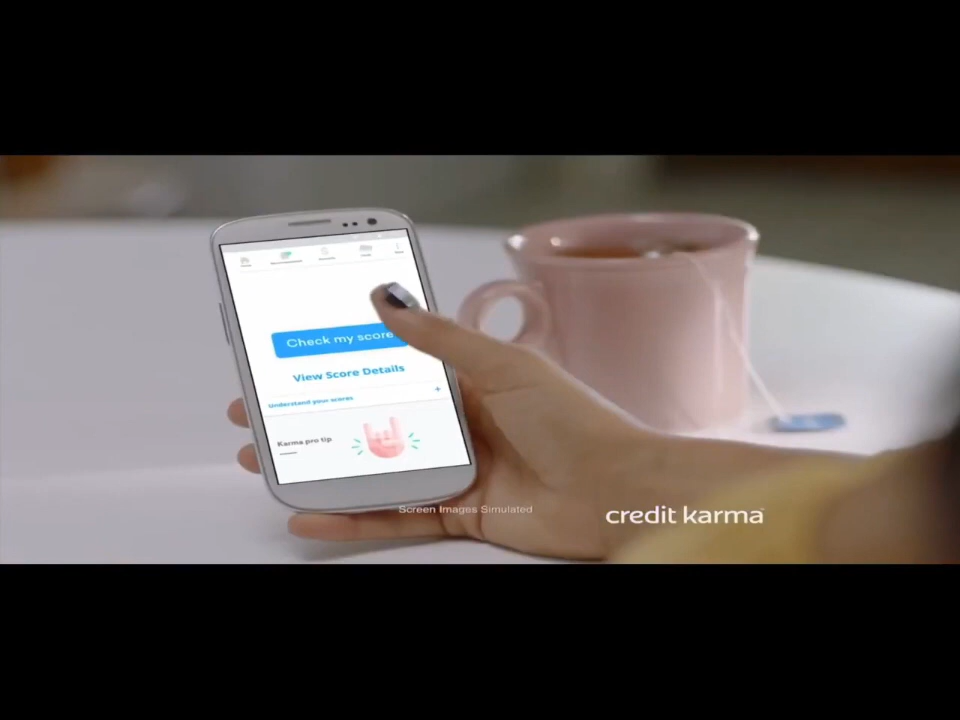 Check my score
View Score Details
Understand your scores
Karma pro tip
Screen Images Simulated
credit karma